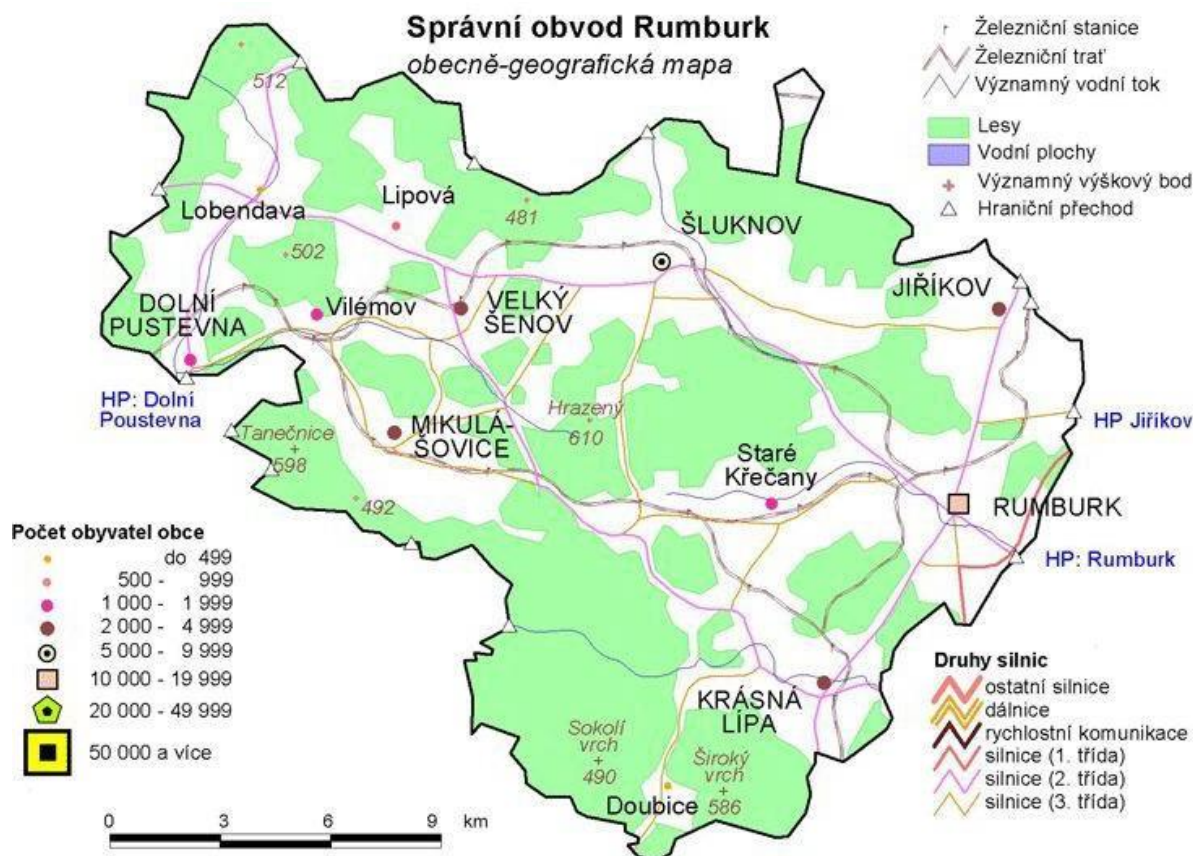 Správní obvod Rumburk
obecně-geografická mapa
Železniční stanice
Železniční trať
Významný vodní tok
Lesy
Vodní plochy
Významný výškový bod
Hraniční přechod
512
Lobendava
Lipová
481
502
ŠLUKNOV
DOLNÍ
PUSTEVNA
Vilémov
VELKÝ
ŠENOV
JIŘÍKOV
HP: Dolní
Poustevna
Tanečnice
598
MIKULÁ-
ŠOVICE
Hrazený
610
HP Jiříkov
Staré
Křečany
492
RUMBURK
HP: Rumburk
Počet obyvatel obce
do 499
500 - 999
1 000 - 1 999
2 000 - 4 999
5 000 - 9 999
10 000 - 19 999
20 000 - 49 999
50 000 a více
KRÁSNÁ
LÍPA
Sokolí
vrch
490
Široký
vrch
586
Doubice
Druhy silnic
ostatní silnice
dálnice
rychlostní komunikace
silnice (1. třída)
silnice (2. třída)
silnice (3. třída)
0 3 6 9 km